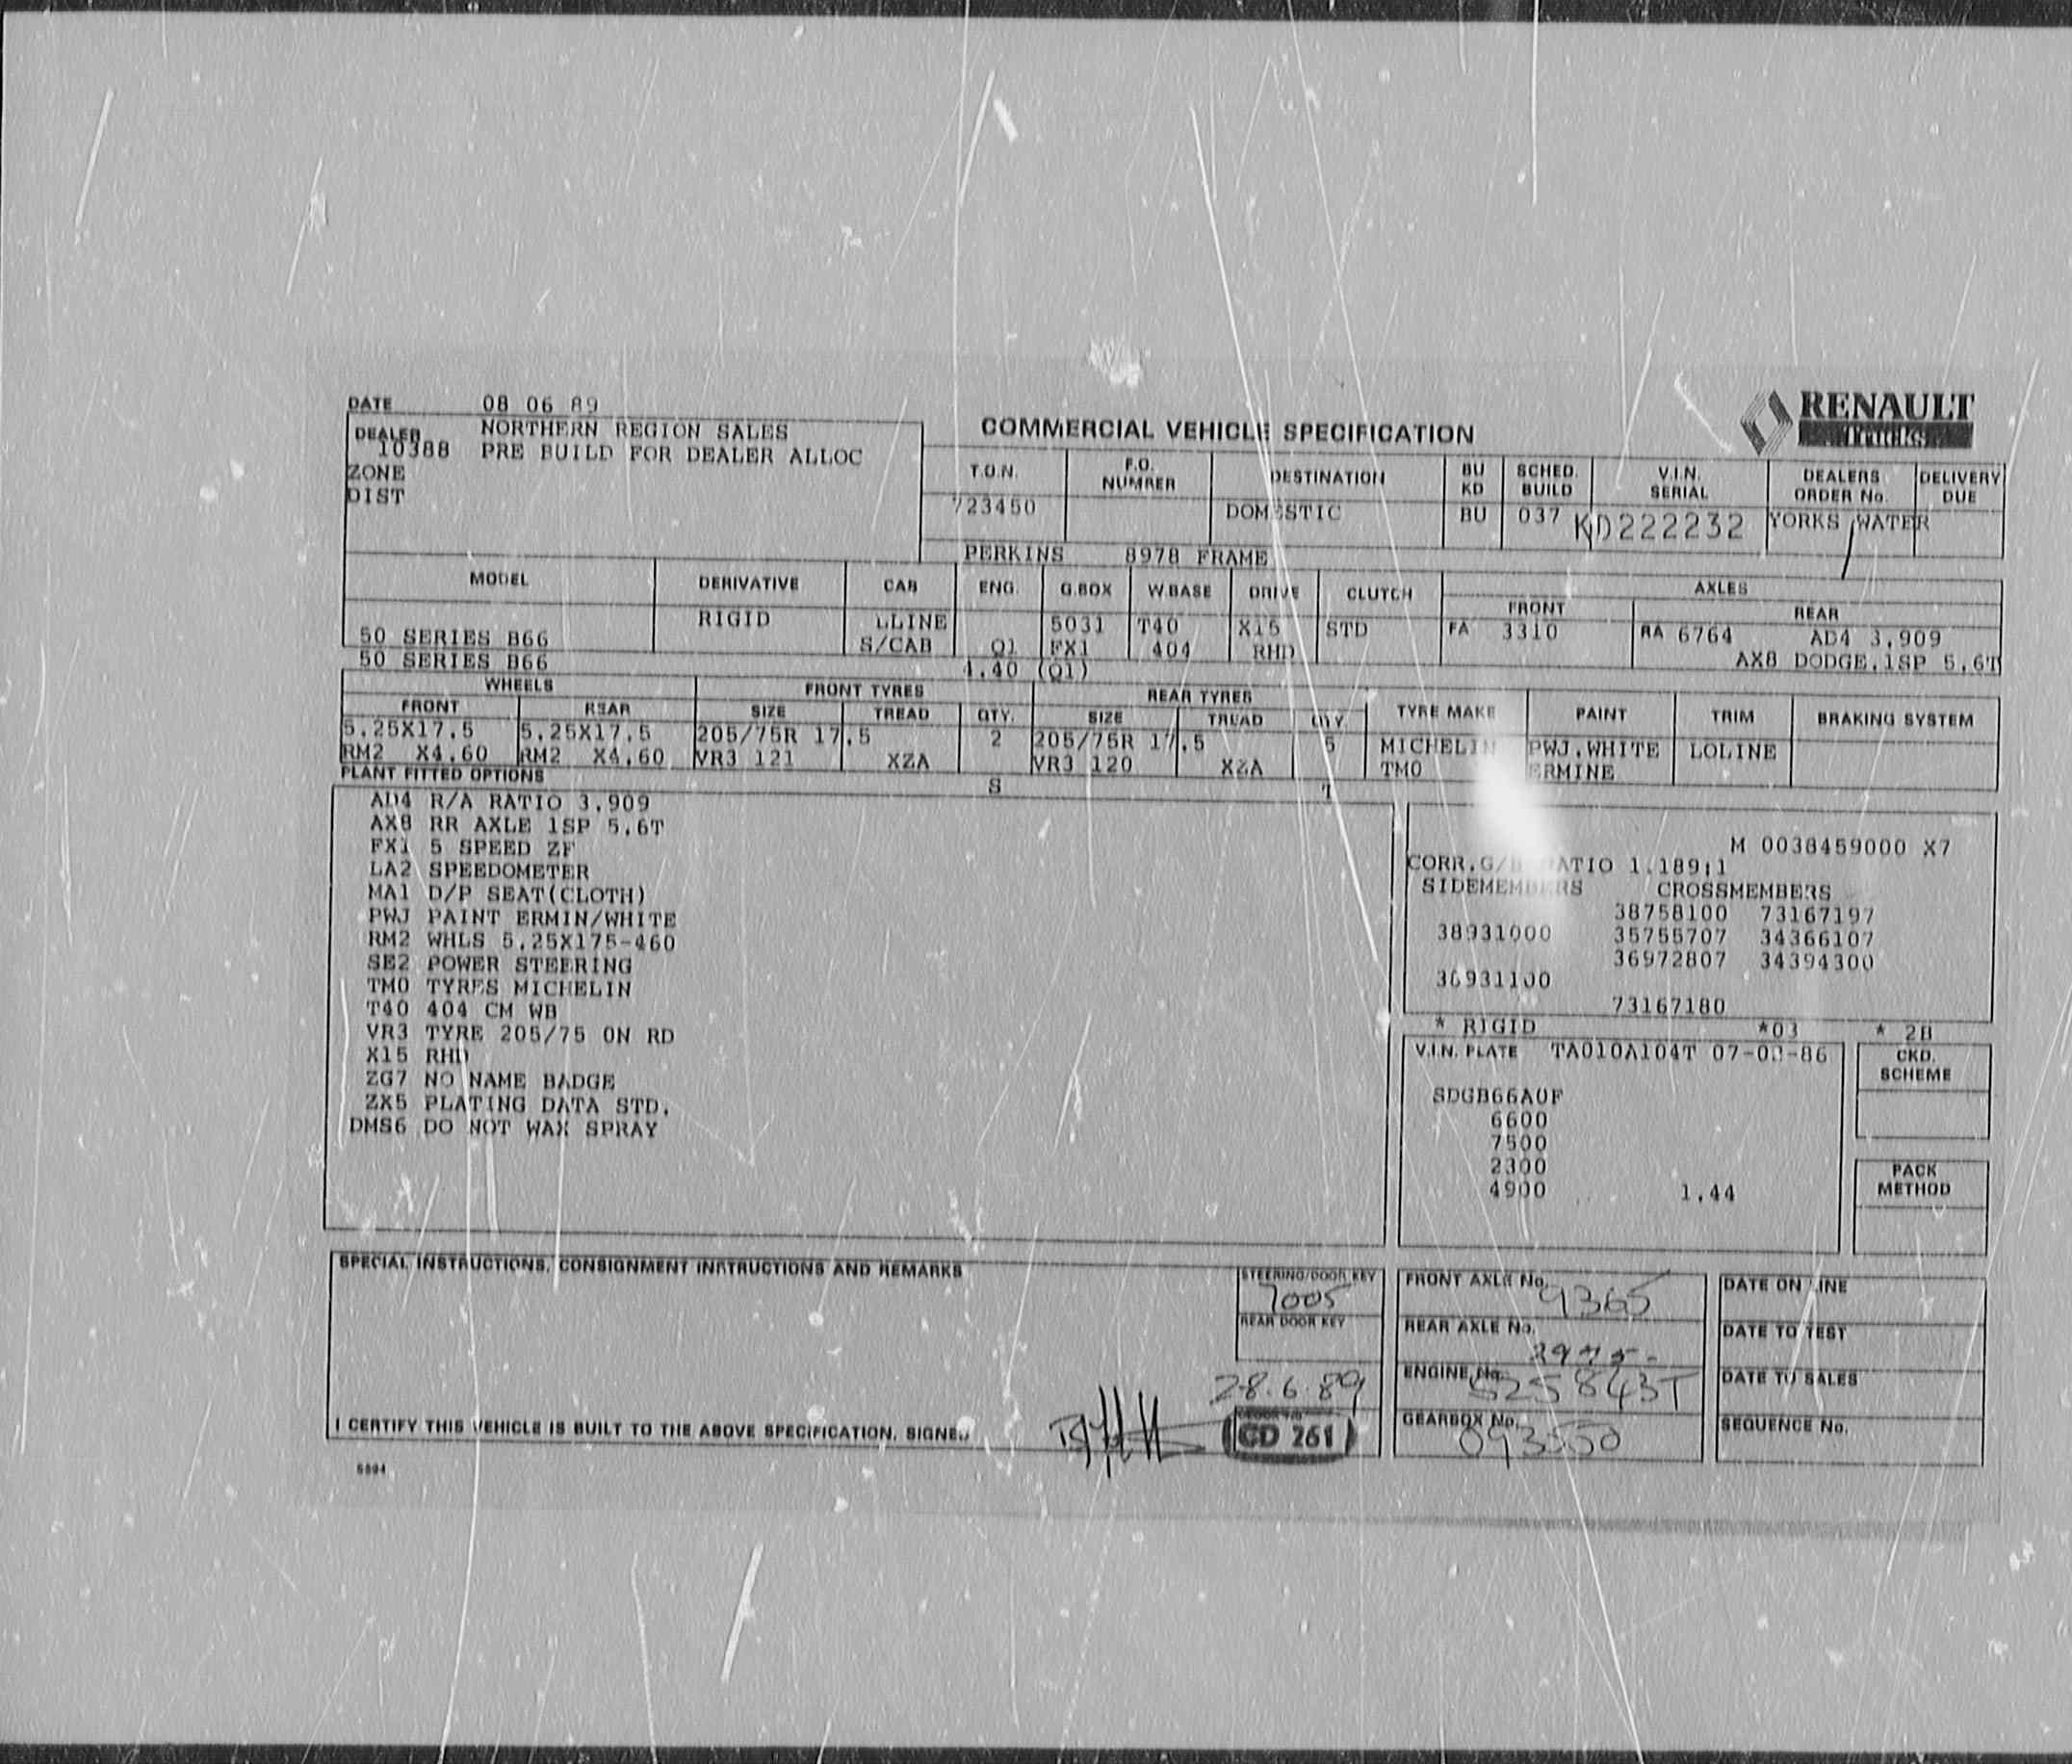 DATE 08 06 89
RENAULT
Trucks
DEALER NORTHERN REGION SALES
10388 PRE BUILD FOR DEALER ALLOC
ZONE
DIST
COMMERCIAL VEHICLE SPECIFICATION
T.O.N. F.O. NUMBER DESTINATION BU KD SCHED. BUILD V.I.N. SERIAL DEALERS ORDER No. DELIVERY DUE
723450 DOMESTIC BU 037 KD222232 YORKS WATER
PERKINS 8978 FRAME
MODEL DERIVATIVE CAB ENG. G.BOX W.BASE DRIVE CLUTCH AXLES
FRONT REAR
RIGID LLINE 5031 T40 X15 STD FA 3310 RA 6764 AD4 3,909
50 SERIES B66 S/CAB Q1 FX1 404 RHD
50 SERIES B66 4.40 (Q1) AX8 DODGE.1SP 5.6T
WHEELS FRONT TYRES REAR TYRES
FRONT REAR SIZE TREAD QTY. SIZE TREAD QTY. TYRE MAKE PAINT TRIM BRAKING SYSTEM
5.25X17.5 5.25X17.5 205/75R 17.5 2 205/75R 17.5 5 MICHELIN PWJ.WHITE LOLINE
RM2 X4.60 RM2 X4.60 VR3 121 XZA VR3 120 XZA TM0 ERMINE
PLANT FITTED OPTIONS S T
AD4 R/A RATIO 3,909
AX8 RR AXLE 1SP 5.6T
FX1 5 SPEED ZF
LA2 SPEEDOMETER
MA1 D/P SEAT(CLOTH)
PWJ PAINT ERMIN/WHITE
RM2 WHLS 5.25X175-460
SE2 POWER STEERING
TM0 TYRES MICHELIN
T40 404 CM WB
VR3 TYRE 205/75 ON RD
X15 RHD
ZG7 NO NAME BADGE
ZX5 PLATING DATA STD.
DMS6 DO NOT WAX SPRAY
M 0038459000 X7
CORR.G/B RATIO 1.189:1
SIDEMEMBERS CROSSMEMBERS
38758100 73167197
38931000 35755707 34366107
36972807 34394300
38931100
73167180
* RIGID *03 * 2B
V.I.N. PLATE TA010A104T
CKD. SCHEME
SDGB66A0F
6600
7500
2300
4900 1.44
PACK METHOD
SPECIAL INSTRUCTIONS, CONSIGNMENT INSTRUCTIONS AND REMARKS
STEERING/DOOR KEY
7005
REAR DOOR KEY
28.6.89
CD 261
I CERTIFY THIS VEHICLE IS BUILT TO THE ABOVE SPECIFICATION. SIGNED
FRONT AXLE No. 9365
REAR AXLE No.
ENGINE No. S25843T
GEARBOX No. 093550
DATE ON LINE
DATE TO TEST
DATE TO SALES
SEQUENCE No.